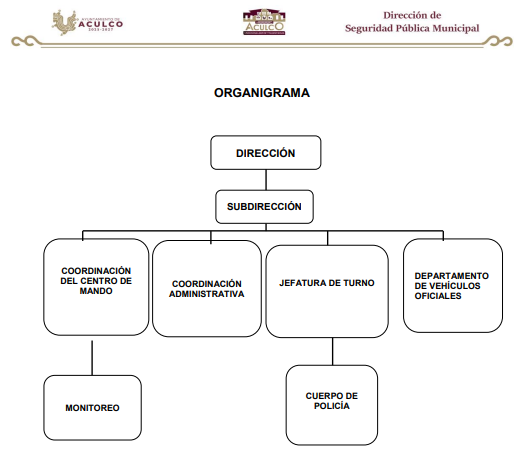 AYUNTAMIENTO DE
ACULCO
2025-2027
ACULCO
Dirección de
Seguridad Pública Municipal
ORGANIGRAMA
DIRECCIÓN
SUBDIRECCIÓN
COORDINACIÓN
DEL CENTRO DE
MANDO
COORDINACIÓN
ADMINISTRATIVA
JEFATURA DE TURNO
DEPARTAMENTO
DE VEHÍCULOS
OFICIALES
MONITOREO
CUERPO DE
POLICÍA